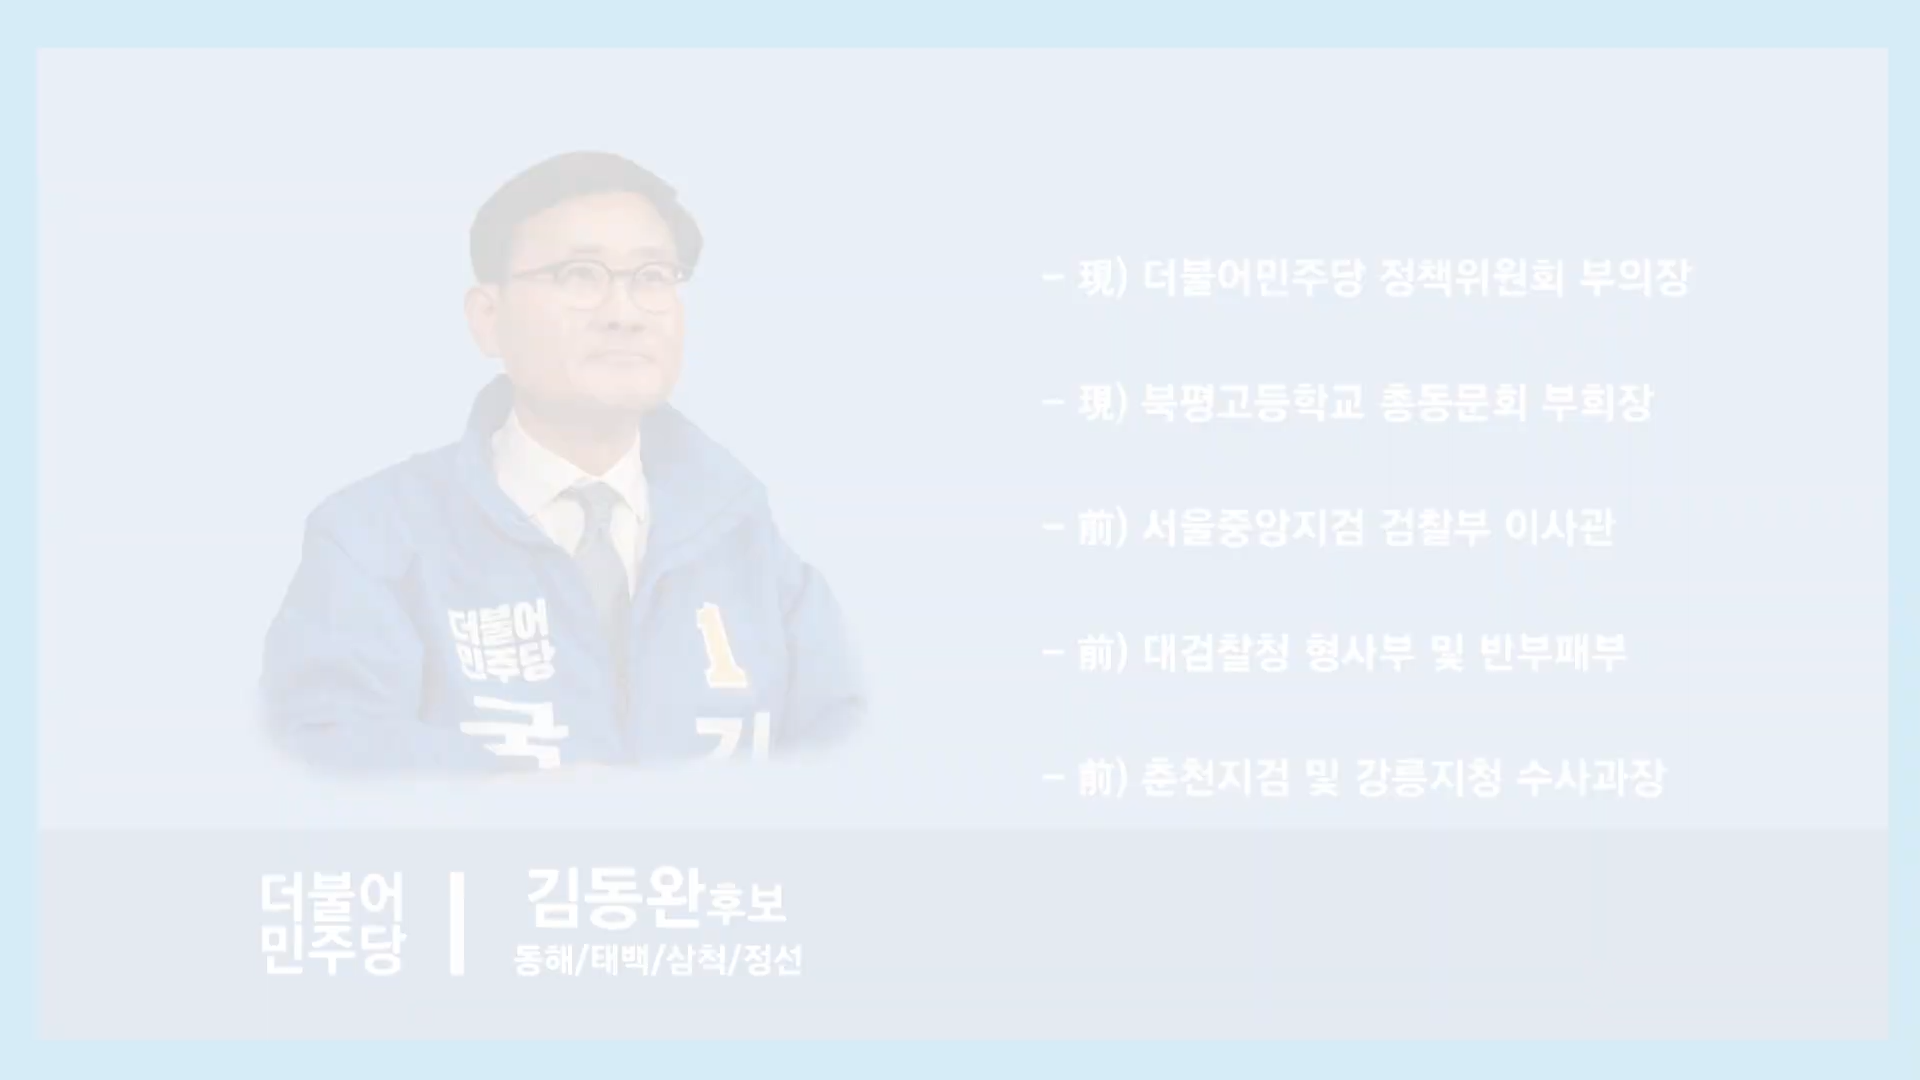 - 現) 더불어민주당 정책위원회 부의장
- 現) 북평고등학교 총동문회 부회장
- 前) 서울중앙지검 검찰부 이사관
- 前) 대검찰청 형사부 및 반부패부
- 前) 춘천지검 및 강릉지청 수사과장
더불어
민주당
1
국
김
더불어
민주당
김동완후보
동해/태백/삼척/정선